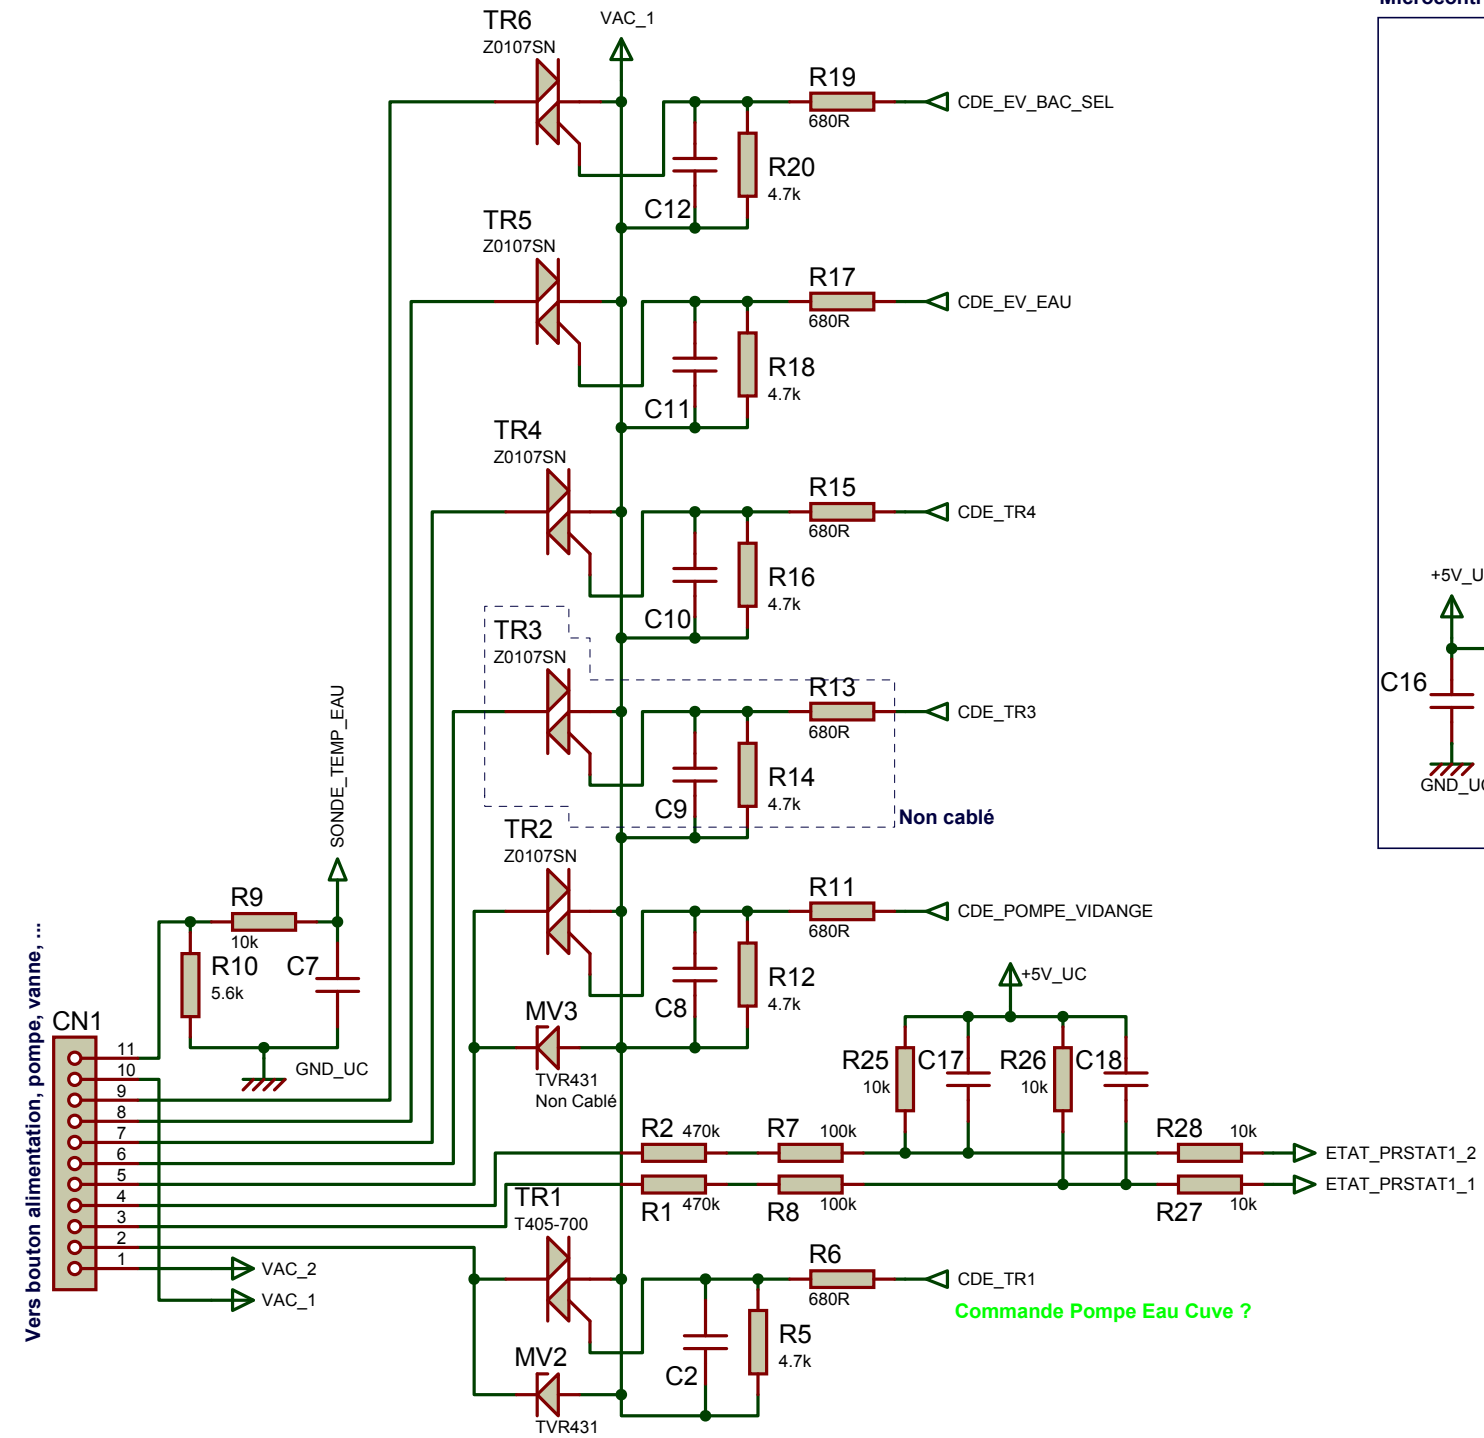 Microcont
TR6
Z0107SN
VAC_1
R19
680R
CDE_EV_BAC_SEL
R20
4.7k
C12
TR5
Z0107SN
R17
680R
CDE_EV_EAU
R18
4.7k
C11
TR4
Z0107SN
R15
680R
CDE_TR4
R16
4.7k
C10
+5V_U
C16
GND_U
TR3
Z0107SN
R13
680R
CDE_TR3
R14
4.7k
C9
Non cablé
SONDE_TEMP_EAU
TR2
Z0107SN
R11
680R
CDE_POMPE_VIDANGE
R12
4.7k
C8
R9
10k
R10
5.6k
C7
GND_UC
MV3
TVR431
Non Cablé
+5V_UC
R25
10k
C17
R26
10k
C18
Vers bouton alimentation, pompe, vanne, ...
CN1
11
10
9
8
7
6
5
4
3
2
1
VAC_2
VAC_1
R2 470k
R7 100k
R28 10k
ETAT_PRSTAT1_2
R1 470k
R8 100k
R27 10k
ETAT_PRSTAT1_1
TR1
T405-700
R6
680R
CDE_TR1
Commande Pompe Eau Cuve ?
R5
4.7k
C2
MV2
TVR431